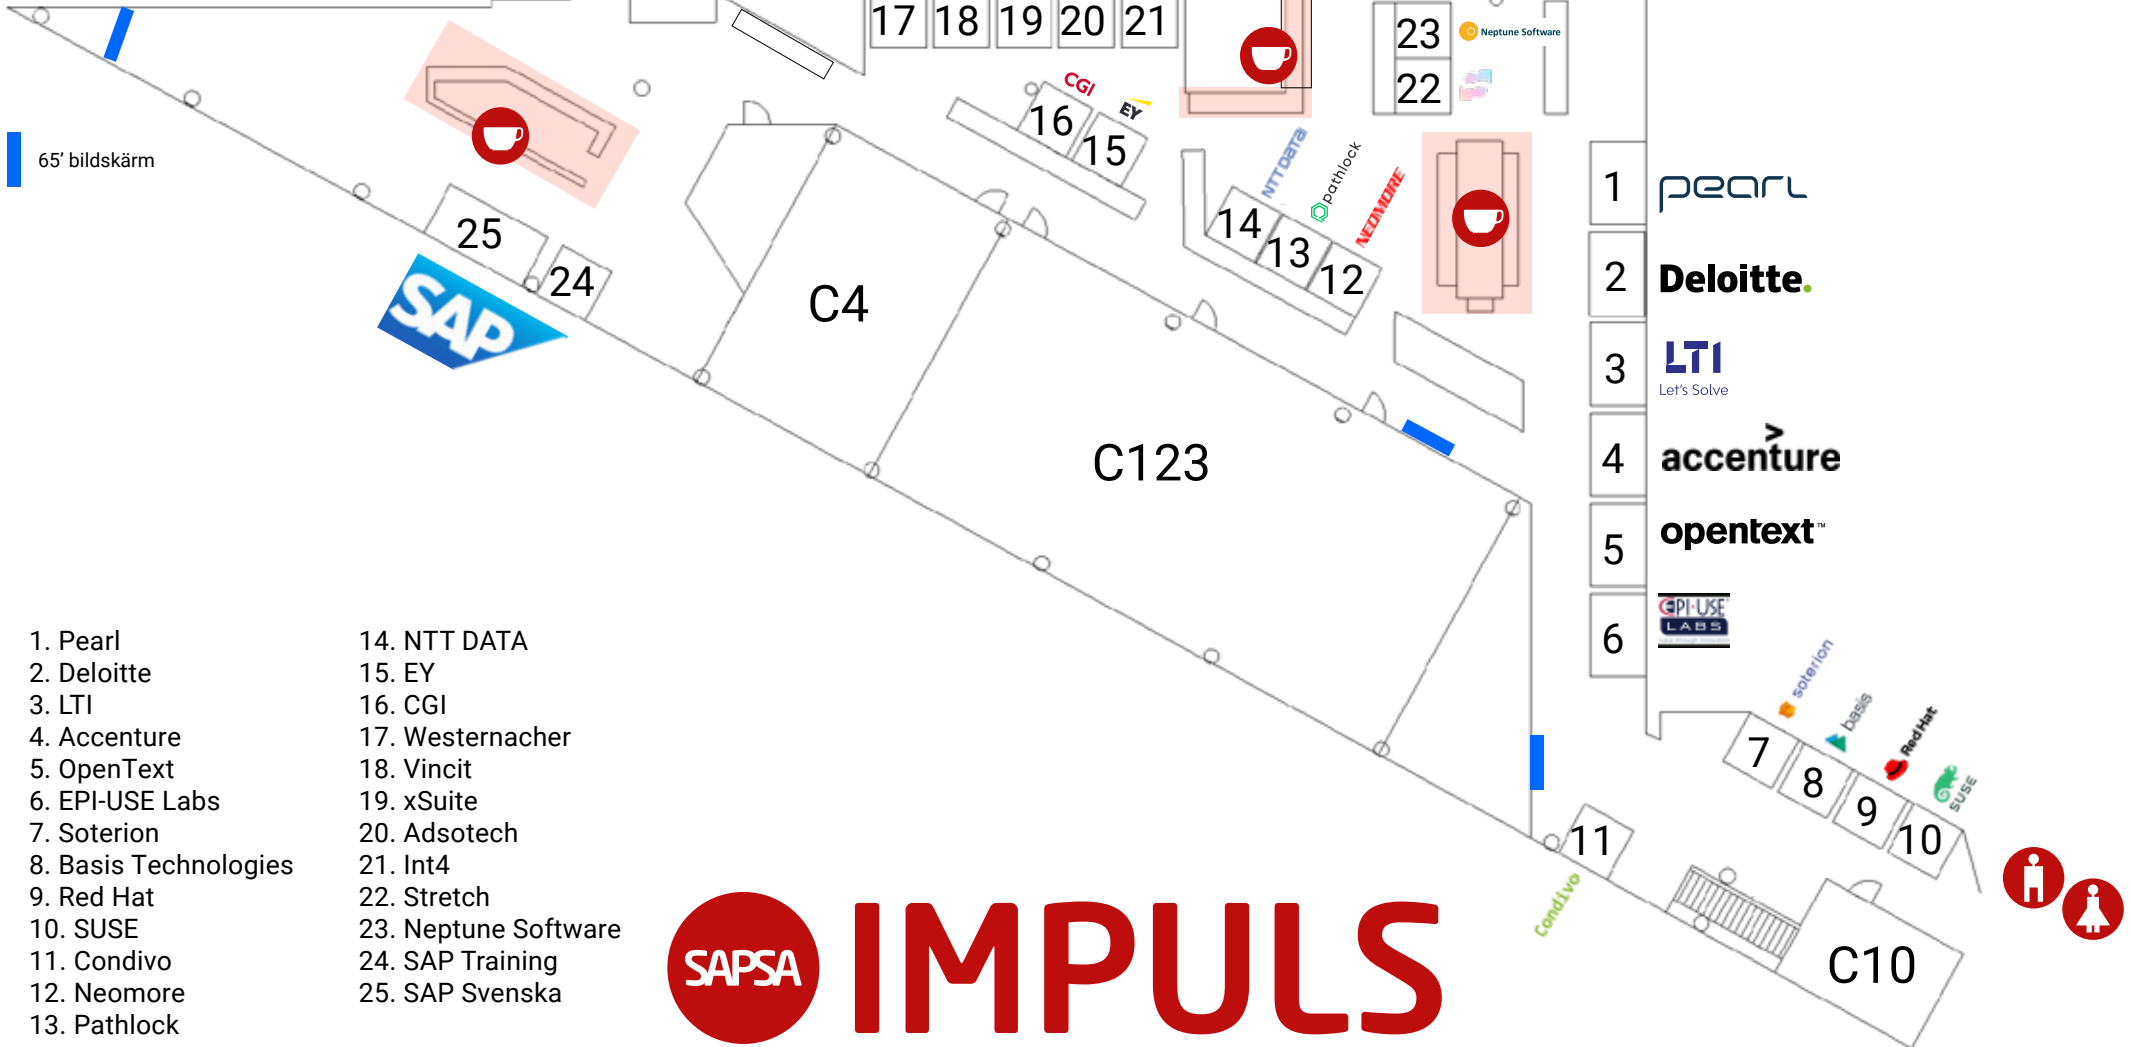 17 18 19 20 21
23 Neptune Software
22
CGI
EY
16
15
65’ bildskärm
NTT DATA
pathlock
NEOMORE
14
13
12
25
24
SAP
C4
C123
1 pearl
2 Deloitte.
3 LTI
Let's Solve
4 accenture
5 opentext™
6 EPI-USE
LABS
soterion
basis
Red Hat
SUSE
7
8
9
10
11
Condivo
C10
1. Pearl
2. Deloitte
3. LTI
4. Accenture
5. OpenText
6. EPI-USE Labs
7. Soterion
8. Basis Technologies
9. Red Hat
10. SUSE
11. Condivo
12. Neomore
13. Pathlock
14. NTT DATA
15. EY
16. CGI
17. Westernacher
18. Vincit
19. xSuite
20. Adsotech
21. Int4
22. Stretch
23. Neptune Software
24. SAP Training
25. SAP Svenska
SAPSA IMPULS